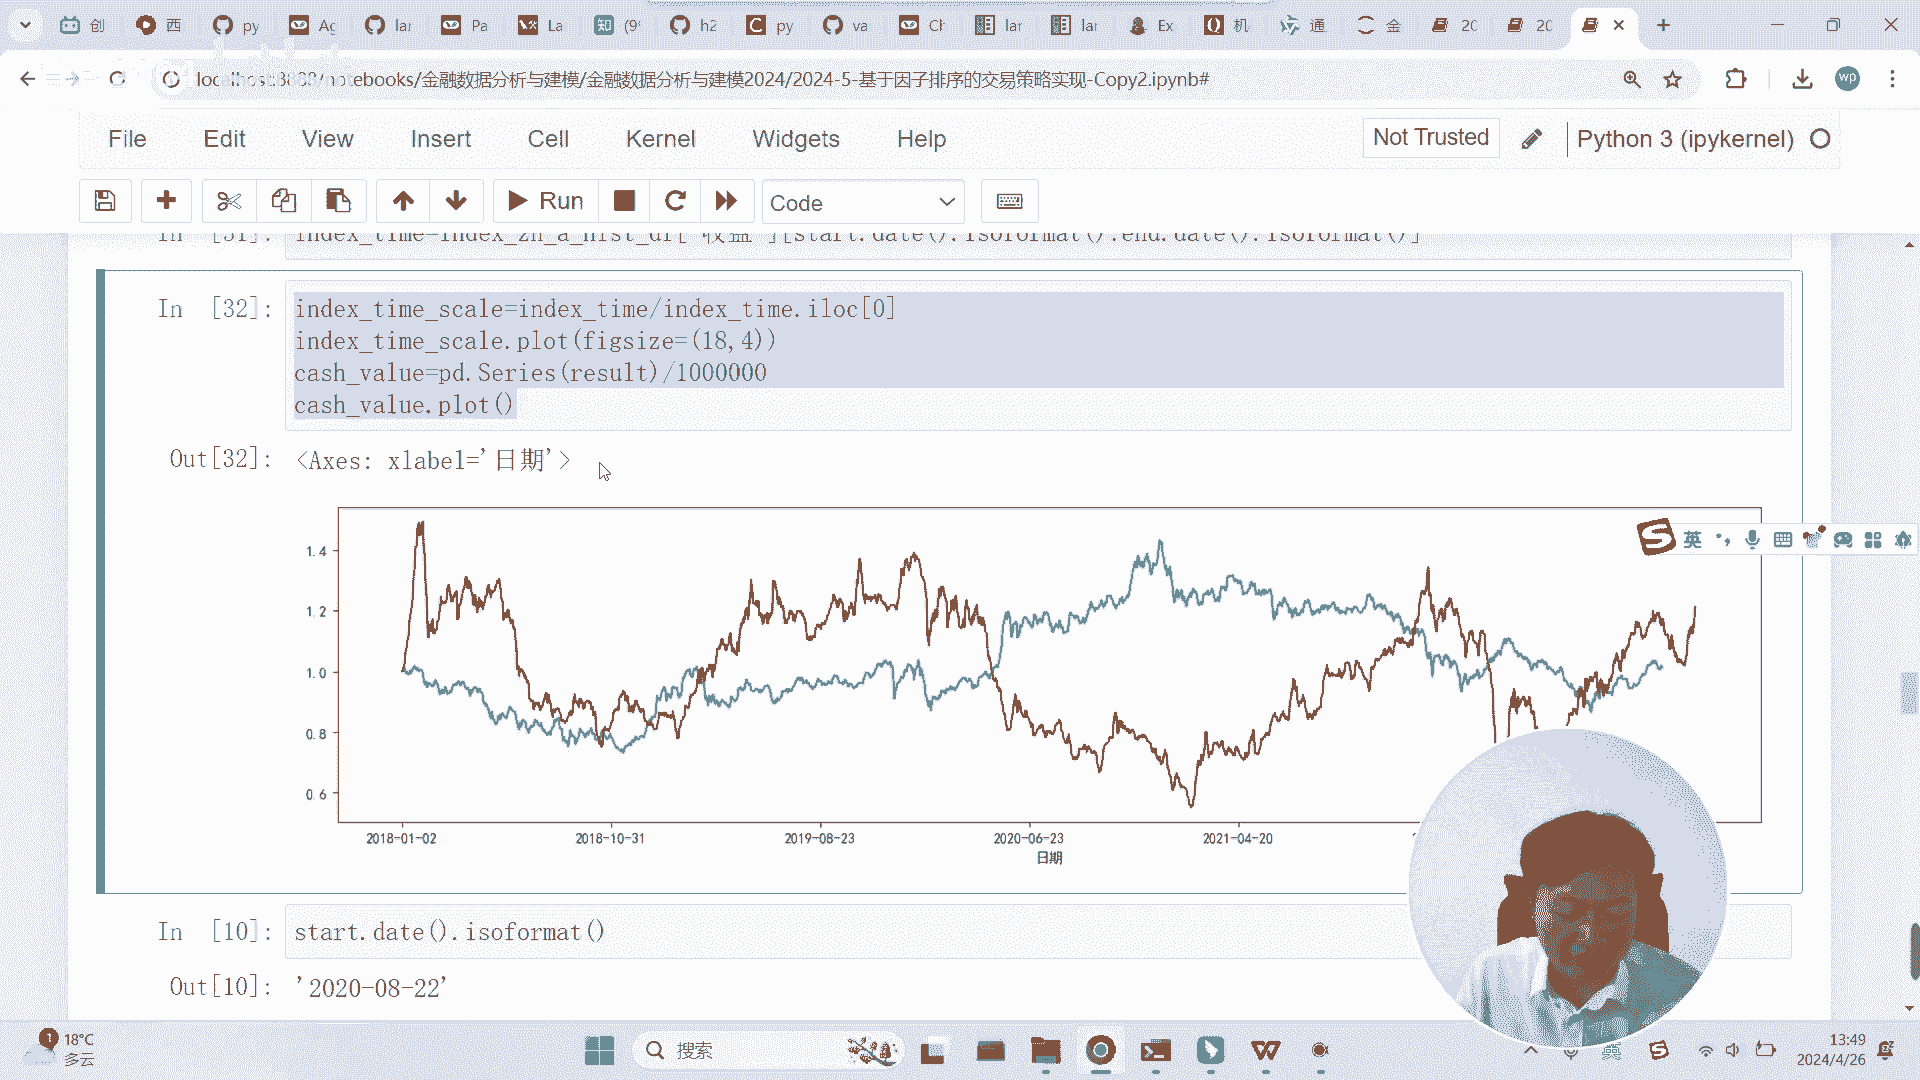 创
西
py
Ag
lar
Pa
La
(9
h2
py
va
Ch
lar
lar
Ex
机
通
金
20
20
localhost:8888/notebooks/金融数据分析与建模/金融数据分析与建模2024/2024-5-基于因子排序的交易策略实现-Copy2.ipynb#
wp
File Edit View Insert Cell Kernel Widgets Help
Not Trusted
Python 3 (ipykernel)
Run
Code
In [31]: index_time=index_zh_a_hist_df['收盘'][start.date().isoformat():end.date().isoformat()]
In [32]: index_time_scale=index_time/index_time.iloc[0]
index_time_scale.plot(figsize=(18,4))
cash_value=pd.Series(result)/1000000
cash_value.plot()
Out[32]: <Axes: xlabel='日期'>
英
1.4
1.2
1.0
0.8
0.6
2018-01-02 2018-10-31 2019-08-23 2020-06-23 2021-04-20
日期
In [10]: start.date().isoformat()
Out[10]: '2020-08-22'
1
18°C
多云
搜索
英
13:49
2024/4/26